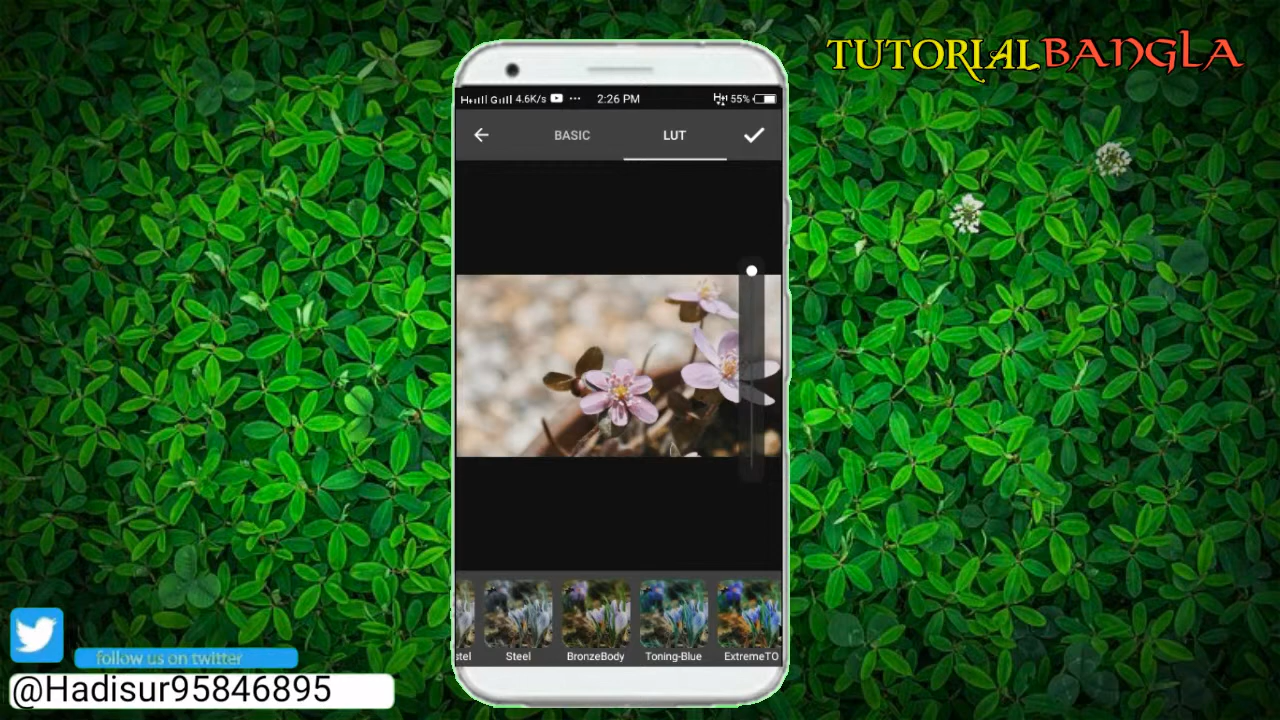 TUTORIALBANGLA
4.6K/s ... 2:26 PM 55%
BASIC LUT
stel Steel BronzeBody Toning-Blue ExtremeTO
follow us on twitter
@Hadisur95846895